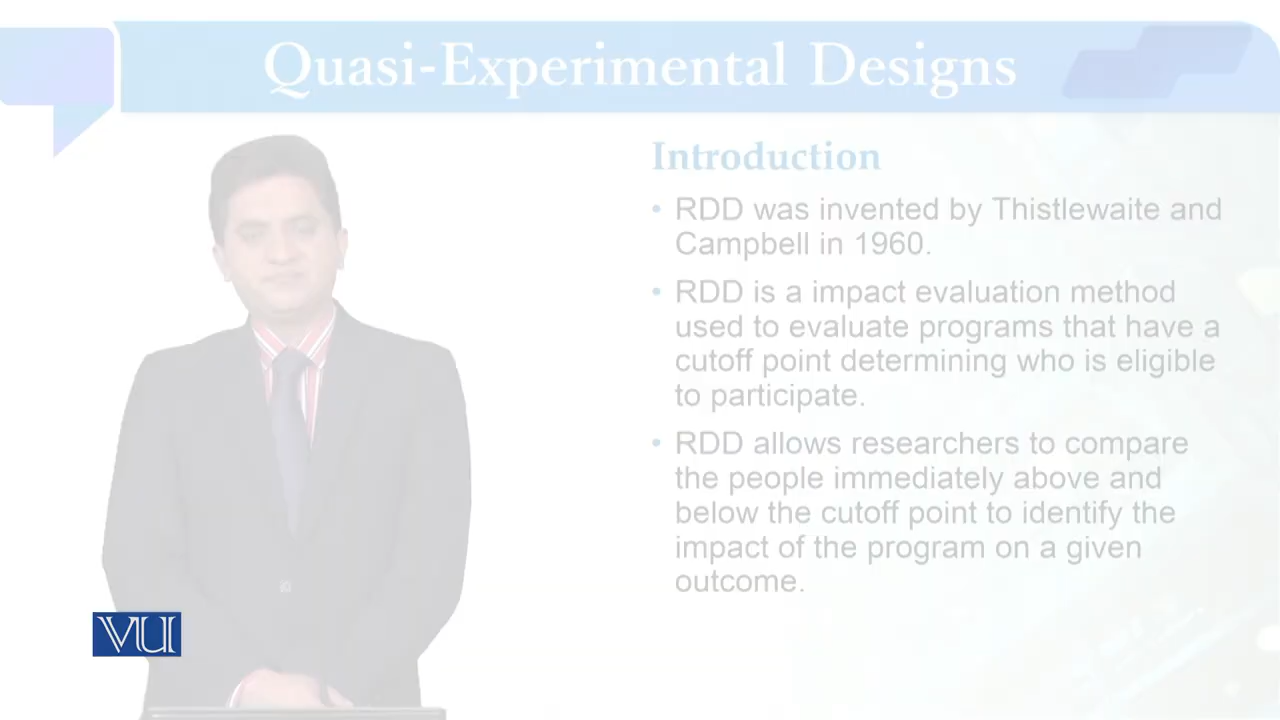 Quasi-Experimental Designs
Introduction
• RDD was invented by Thistlewaite and
Campbell in 1960.
• RDD is a impact evaluation method
used to evaluate programs that have a
cutoff point determining who is eligible
to participate.
• RDD allows researchers to compare
the people immediately above and
below the cutoff point to identify the
impact of the program on a given
outcome.
VU